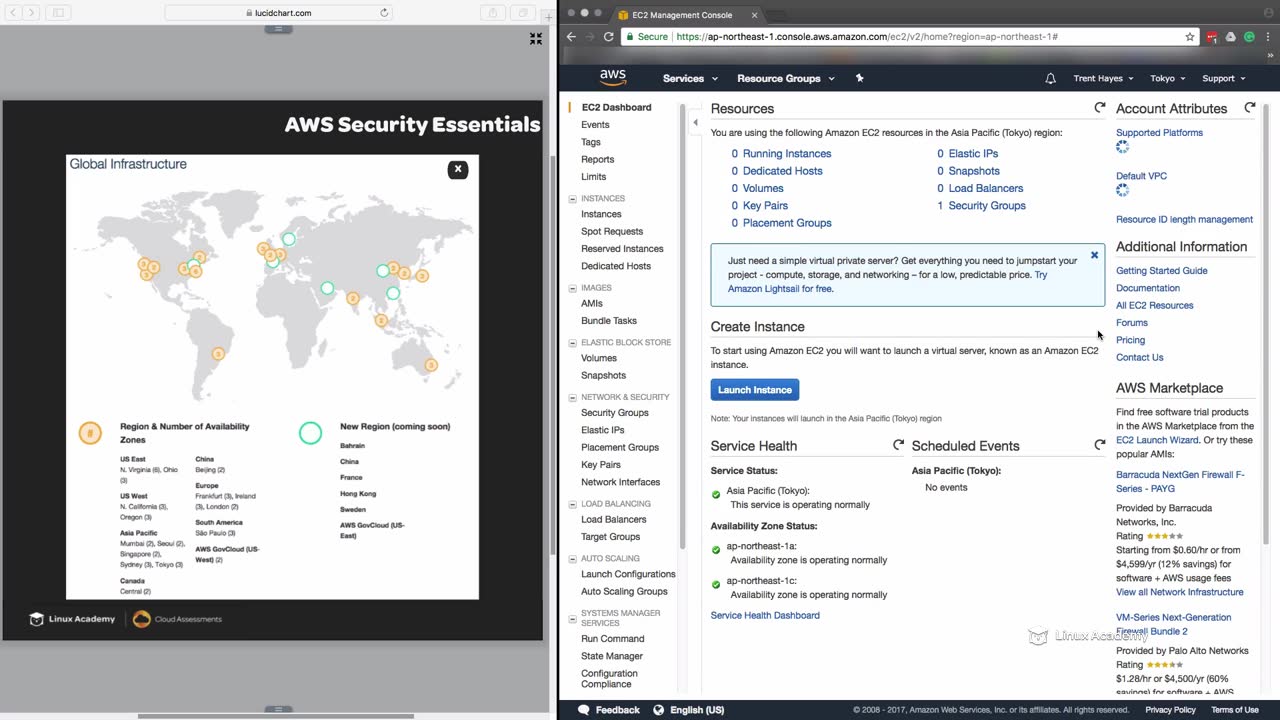 lucidchart.com
AWS Security Essentials
Global Infrastructure
X
#
Region & Number of Availability
Zones
US East
N. Virginia (6), Ohio
(3)
US West
N. California (3),
Oregon (3)
Asia Pacific
Mumbai (2), Seoul (2),
Singapore (2),
Sydney (3), Tokyo (3)
Canada
Central (2)
China
Beijing (2)
Europe
Frankfurt (3), Ireland
(3), London (2)
South America
São Paulo (3)
AWS GovCloud (US-
West) (2)
New Region (coming soon)
Bahrain
China
France
Hong Kong
Sweden
AWS GovCloud (US-
East)
Linux Academy
Cloud Assessments
EC2 Management Console
Secure
https://ap-northeast-1.console.aws.amazon.com/ec2/v2/home?region=ap-northeast-1#
aws
Services
Resource Groups
Trent Hayes
Tokyo
Support
EC2 Dashboard
Events
Tags
Reports
Limits
INSTANCES
Instances
Spot Requests
Reserved Instances
Dedicated Hosts
IMAGES
AMIs
Bundle Tasks
ELASTIC BLOCK STORE
Volumes
Snapshots
NETWORK & SECURITY
Security Groups
Elastic IPs
Placement Groups
Key Pairs
Network Interfaces
LOAD BALANCING
Load Balancers
Target Groups
AUTO SCALING
Launch Configurations
Auto Scaling Groups
SYSTEMS MANAGER
SERVICES
Run Command
State Manager
Configuration
Compliance
Resources
You are using the following Amazon EC2 resources in the Asia Pacific (Tokyo) region:
0 Running Instances
0 Elastic IPs
0 Dedicated Hosts
0 Snapshots
0 Volumes
0 Load Balancers
0 Key Pairs
1 Security Groups
0 Placement Groups
Just need a simple virtual private server? Get everything you need to jumpstart your
project - compute, storage, and networking – for a low, predictable price. Try
Amazon Lightsail for free.
Create Instance
To start using Amazon EC2 you will want to launch a virtual server, known as an Amazon EC2
instance.
Launch Instance
Note: Your instances will launch in the Asia Pacific (Tokyo) region
Service Health
Service Status:
Asia Pacific (Tokyo):
This service is operating normally
Availability Zone Status:
ap-northeast-1a:
Availability zone is operating normally
ap-northeast-1c:
Availability zone is operating normally
Service Health Dashboard
Scheduled Events
Asia Pacific (Tokyo):
No events
Account Attributes
Supported Platforms
Default VPC
Resource ID length management
Additional Information
Getting Started Guide
Documentation
All EC2 Resources
Forums
Pricing
Contact Us
AWS Marketplace
Find free software trial products
in the AWS Marketplace from the
EC2 Launch Wizard. Or try these
popular AMIs:
Barracuda NextGen Firewall F-
Series - PAYG
Provided by Barracuda
Networks, Inc.
Rating
Starting from $0.60/hr or from
$4,599/yr (12% savings) for
software + AWS usage fees
View all Network Infrastructure
VM-Series Next-Generation
Firewall Bundle 2
Linux Academy
Provided by Palo Alto Networks
Rating
$1.28/hr or $4,500/yr (60%
savings) for software + AWS
Feedback
English (US)
© 2008 - 2017, Amazon Web Services, Inc. or its affiliates. All rights reserved.
Privacy Policy
Terms of Use